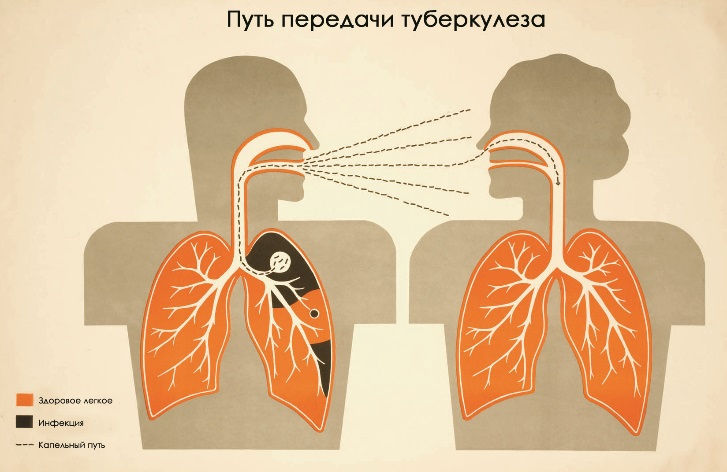 Путь передачи туберкулеза
Здоровое легкое
Инфекция
Капельный путь